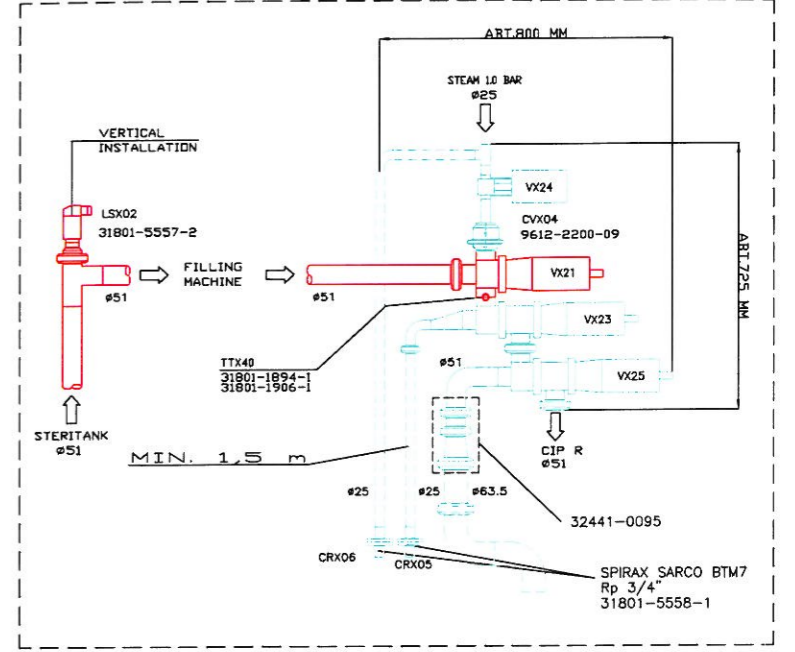 ART.800 MM
STEAM 1.0 BAR
ø25
VERTICAL
INSTALLATION
VX24
LSX02
31801-5557-2
CVX04
9612-2200-09
FILLING
MACHINE
VX21
ø51
ø51
ART.725 MM
VX23
TTX40
31801-1894-1
31801-1906-1
ø51
VX25
STERITANK
ø51
MIN. 1,5 m
CIP R
ø51
ø25
ø25
ø63.5
32441-0095
CRX06
CRX05
SPIRAX SARCO BTM7
Rp 3/4"
31801-5558-1